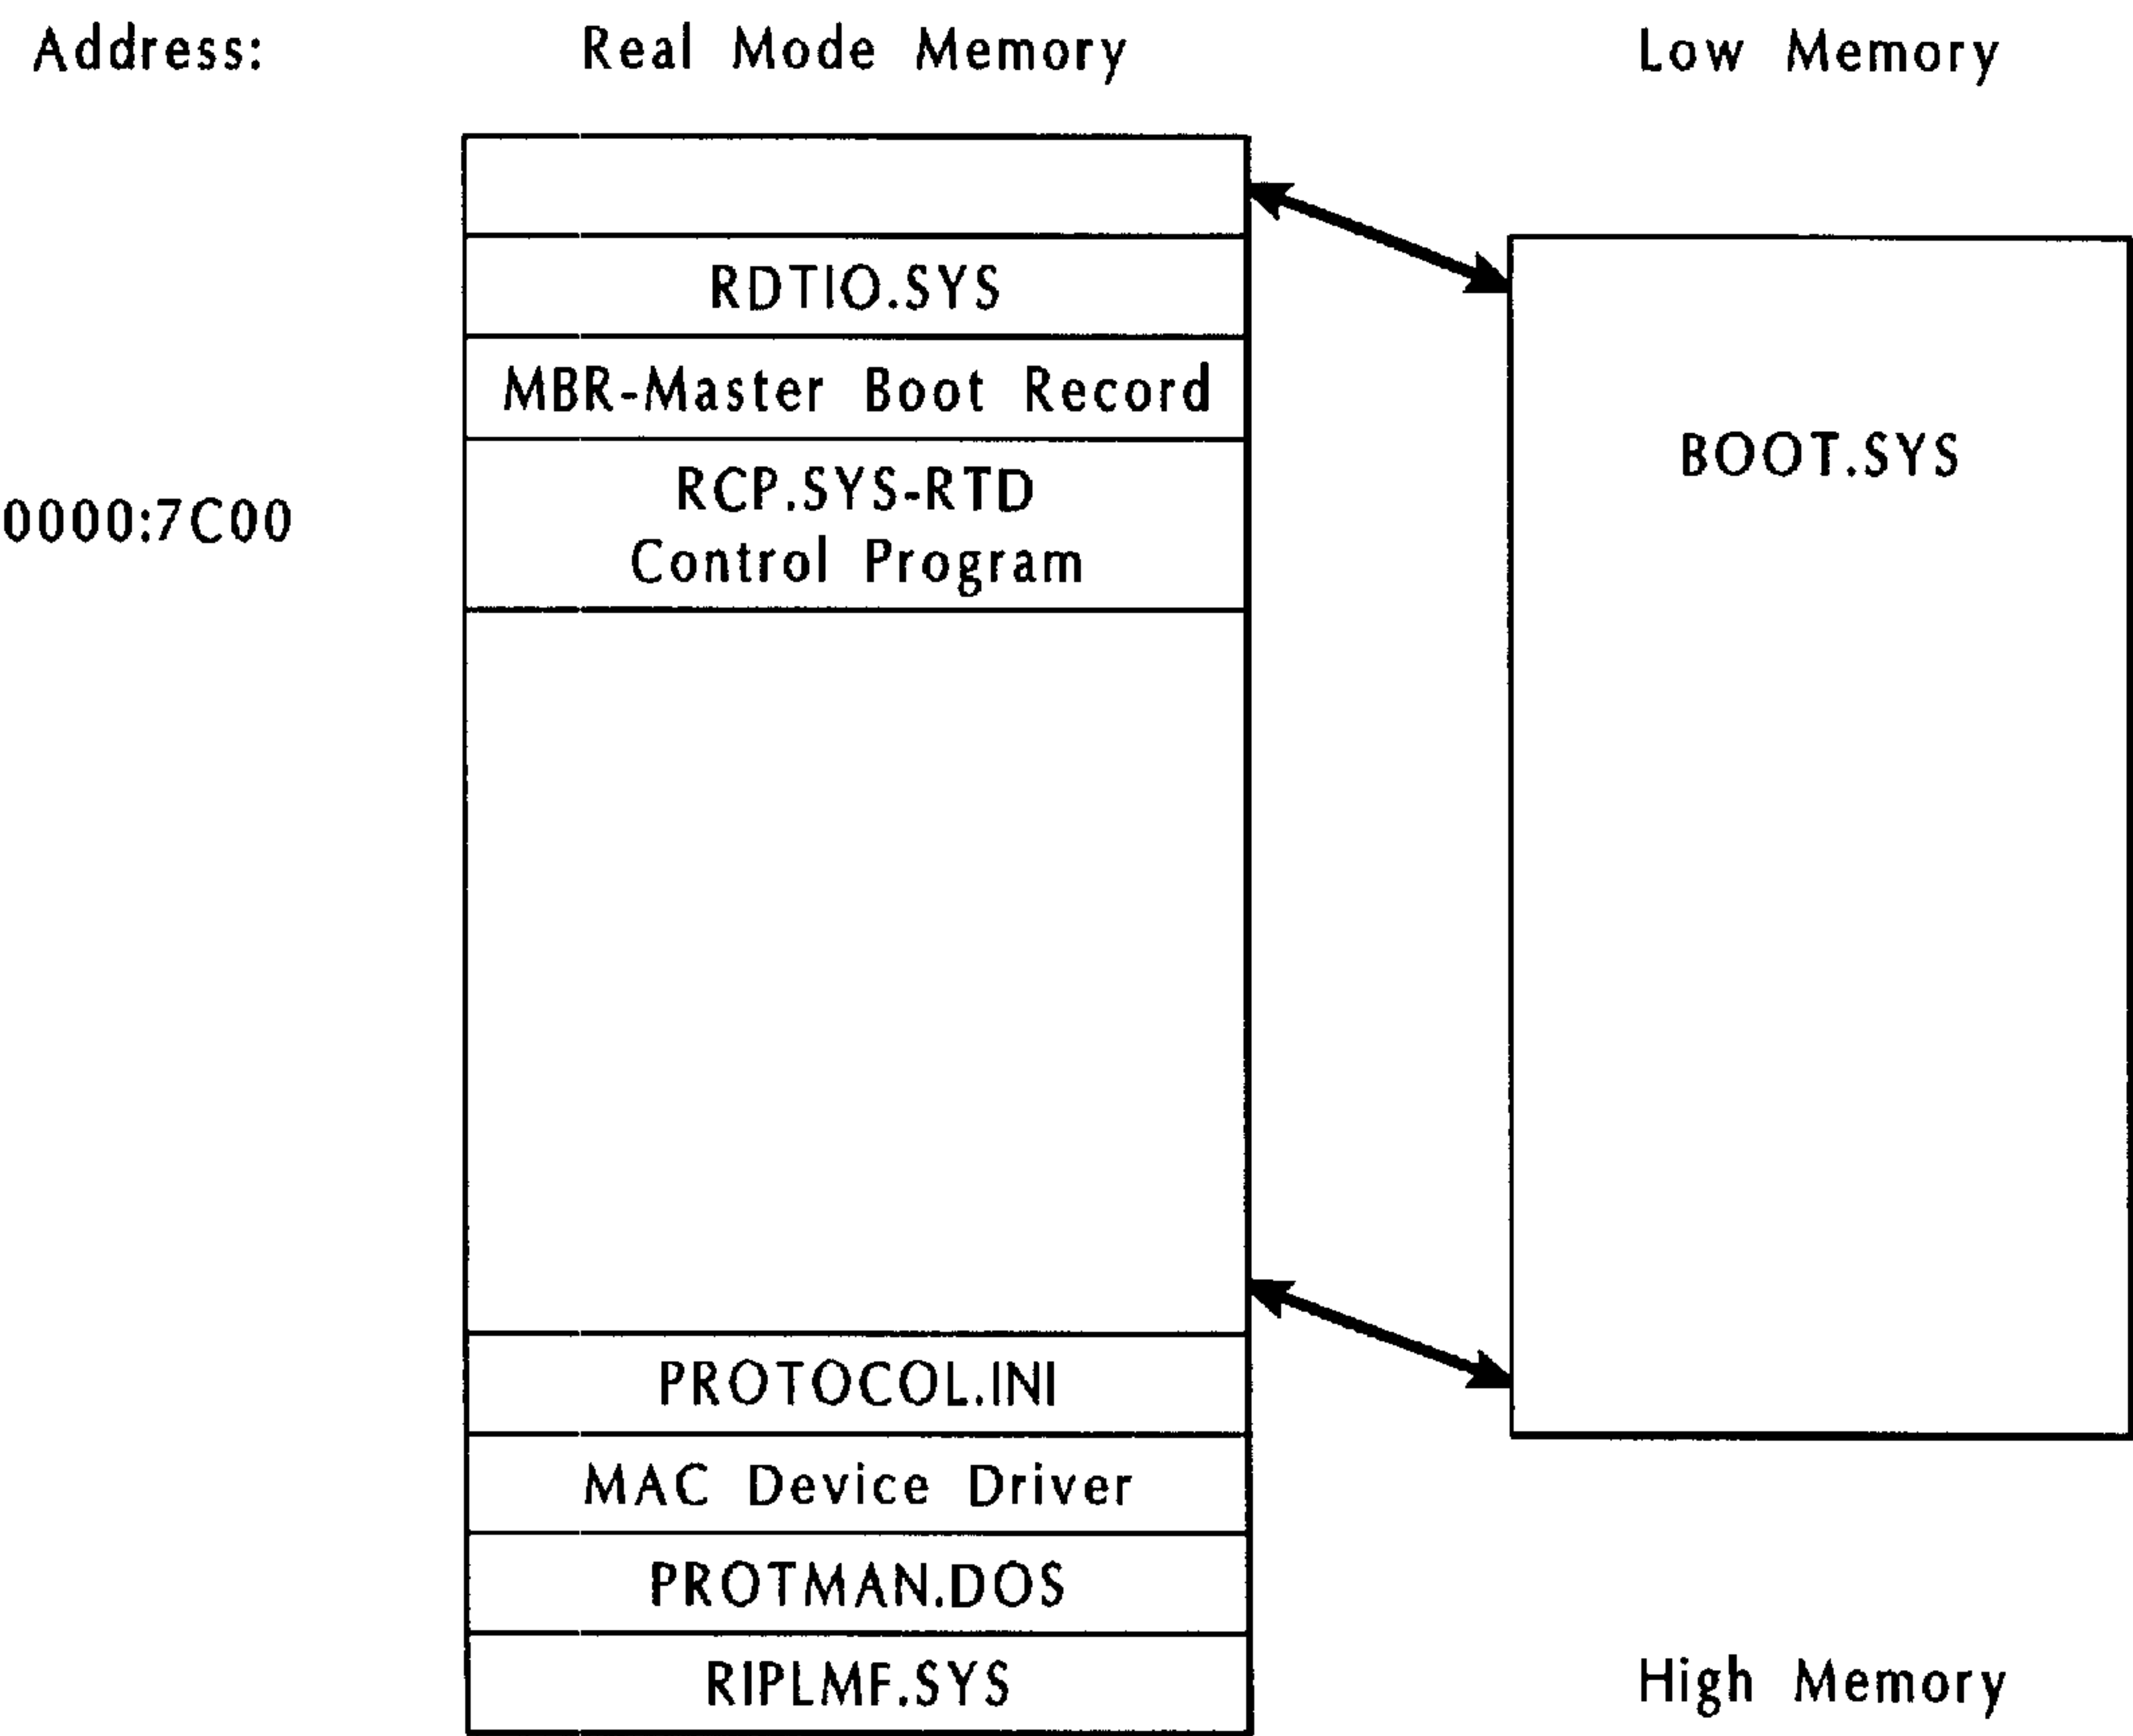 Address:
Real Mode Memory
Low Memory
RDTIO.SYS
MBR-Master Boot Record
RCP.SYS-RTD
Control Program
0000:7C00
BOOT.SYS
PROTOCOL.INI
MAC Device Driver
PROTMAN.DOS
RIPLMF.SYS
High Memory